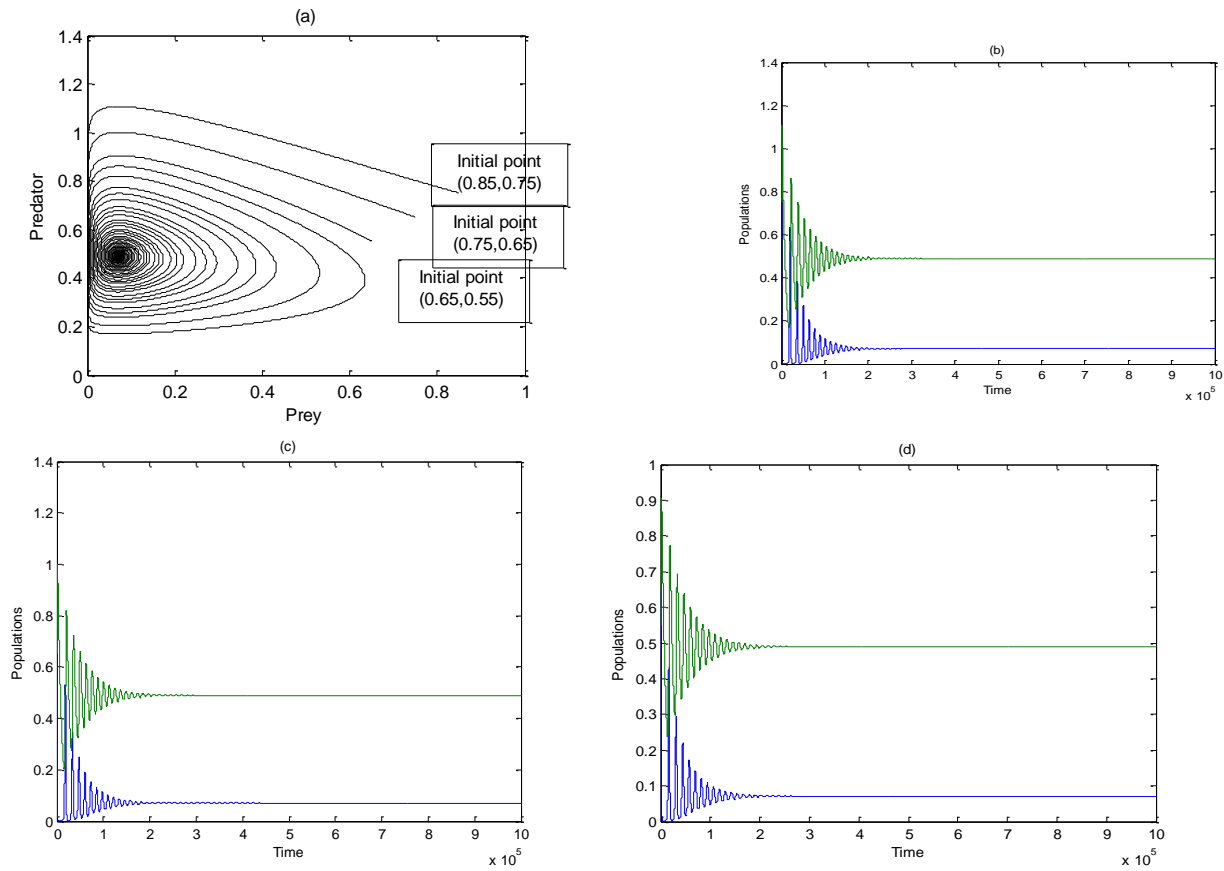 (a)
1.4
1.2
1
0.8
0.6
0.4
0.2
0
Predator
0 0.2 0.4 0.6 0.8 1
Prey
Initial point
(0.85,0.75)
Initial point
(0.75,0.65)
Initial point
(0.65,0.55)
(b)
1.4
1.2
1
0.8
0.6
0.4
0.2
0
Populations
0 1 2 3 4 5 6 7 8 9 10
Time
x 10^5
(c)
1.4
1.2
1
0.8
0.6
0.4
0.2
0
Populations
0 1 2 3 4 5 6 7 8 9 10
Time
x 10^5
(d)
1
0.9
0.8
0.7
0.6
0.5
0.4
0.3
0.2
0.1
0
Populations
0 1 2 3 4 5 6 7 8 9 10
Time
x 10^5